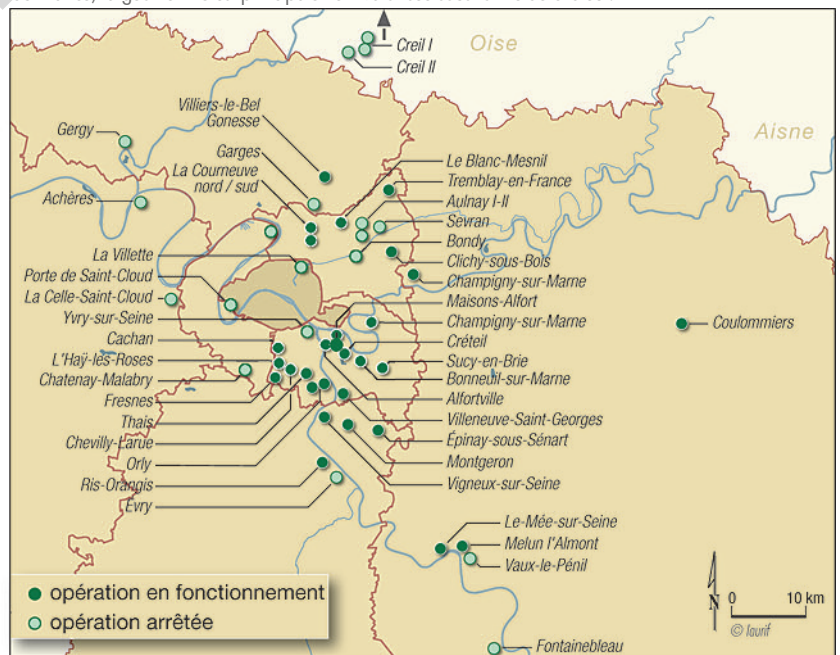 Creil I
Creil II
Oise
Aisne
Villiers-le-Bel
Gonesse
Gergy
Garges
La Courneuve
nord / sud
Achères
Le Blanc-Mesnil
Tremblay-en-France
Aulnay I-II
Sevran
Bondy
Clichy-sous-Bois
Champigny-sur-Marne
La Villette
Porte de Saint-Cloud
La Celle-Saint-Cloud
Yvry-sur-Seine
Cachan
L'Haÿ-les-Roses
Chatenay-Malabry
Fresnes
Thais
Chevilly-Larue
Orly
Ris-Orangis
Evry
Maisons-Alfort
Champigny-sur-Marne
Créteil
Sucy-en-Brie
Bonneuil-sur-Marne
Alfortville
Villeneuve-Saint-Georges
Épinay-sous-Sénart
Montgeron
Vigneux-sur-Seine
Coulommiers
Le-Mée-sur-Seine
Melun l'Almont
Vaux-le-Pénil
Fontainebleau
opération en fonctionnement
opération arrêtée
N
0 10 km
© Iaurif